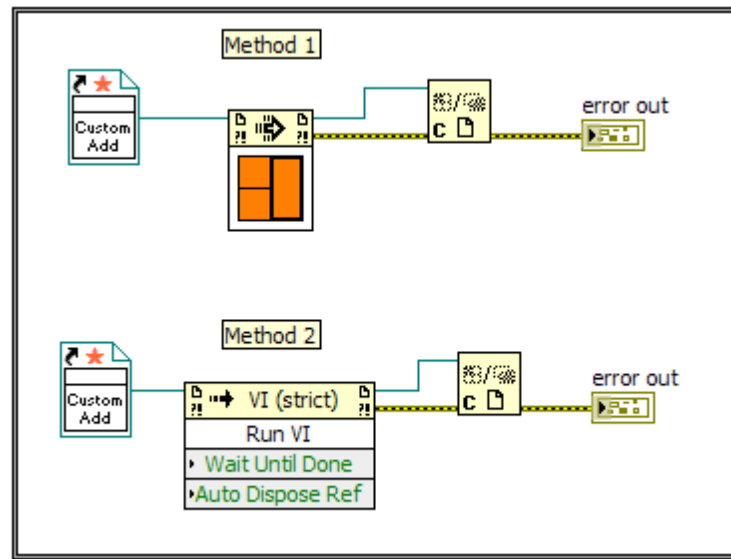 Method 1
Custom
Add
?!
?!
C
error out
Method 2
Custom
Add
?!
VI (strict)
?!
Run VI
Wait Until Done
Auto Dispose Ref
C
error out